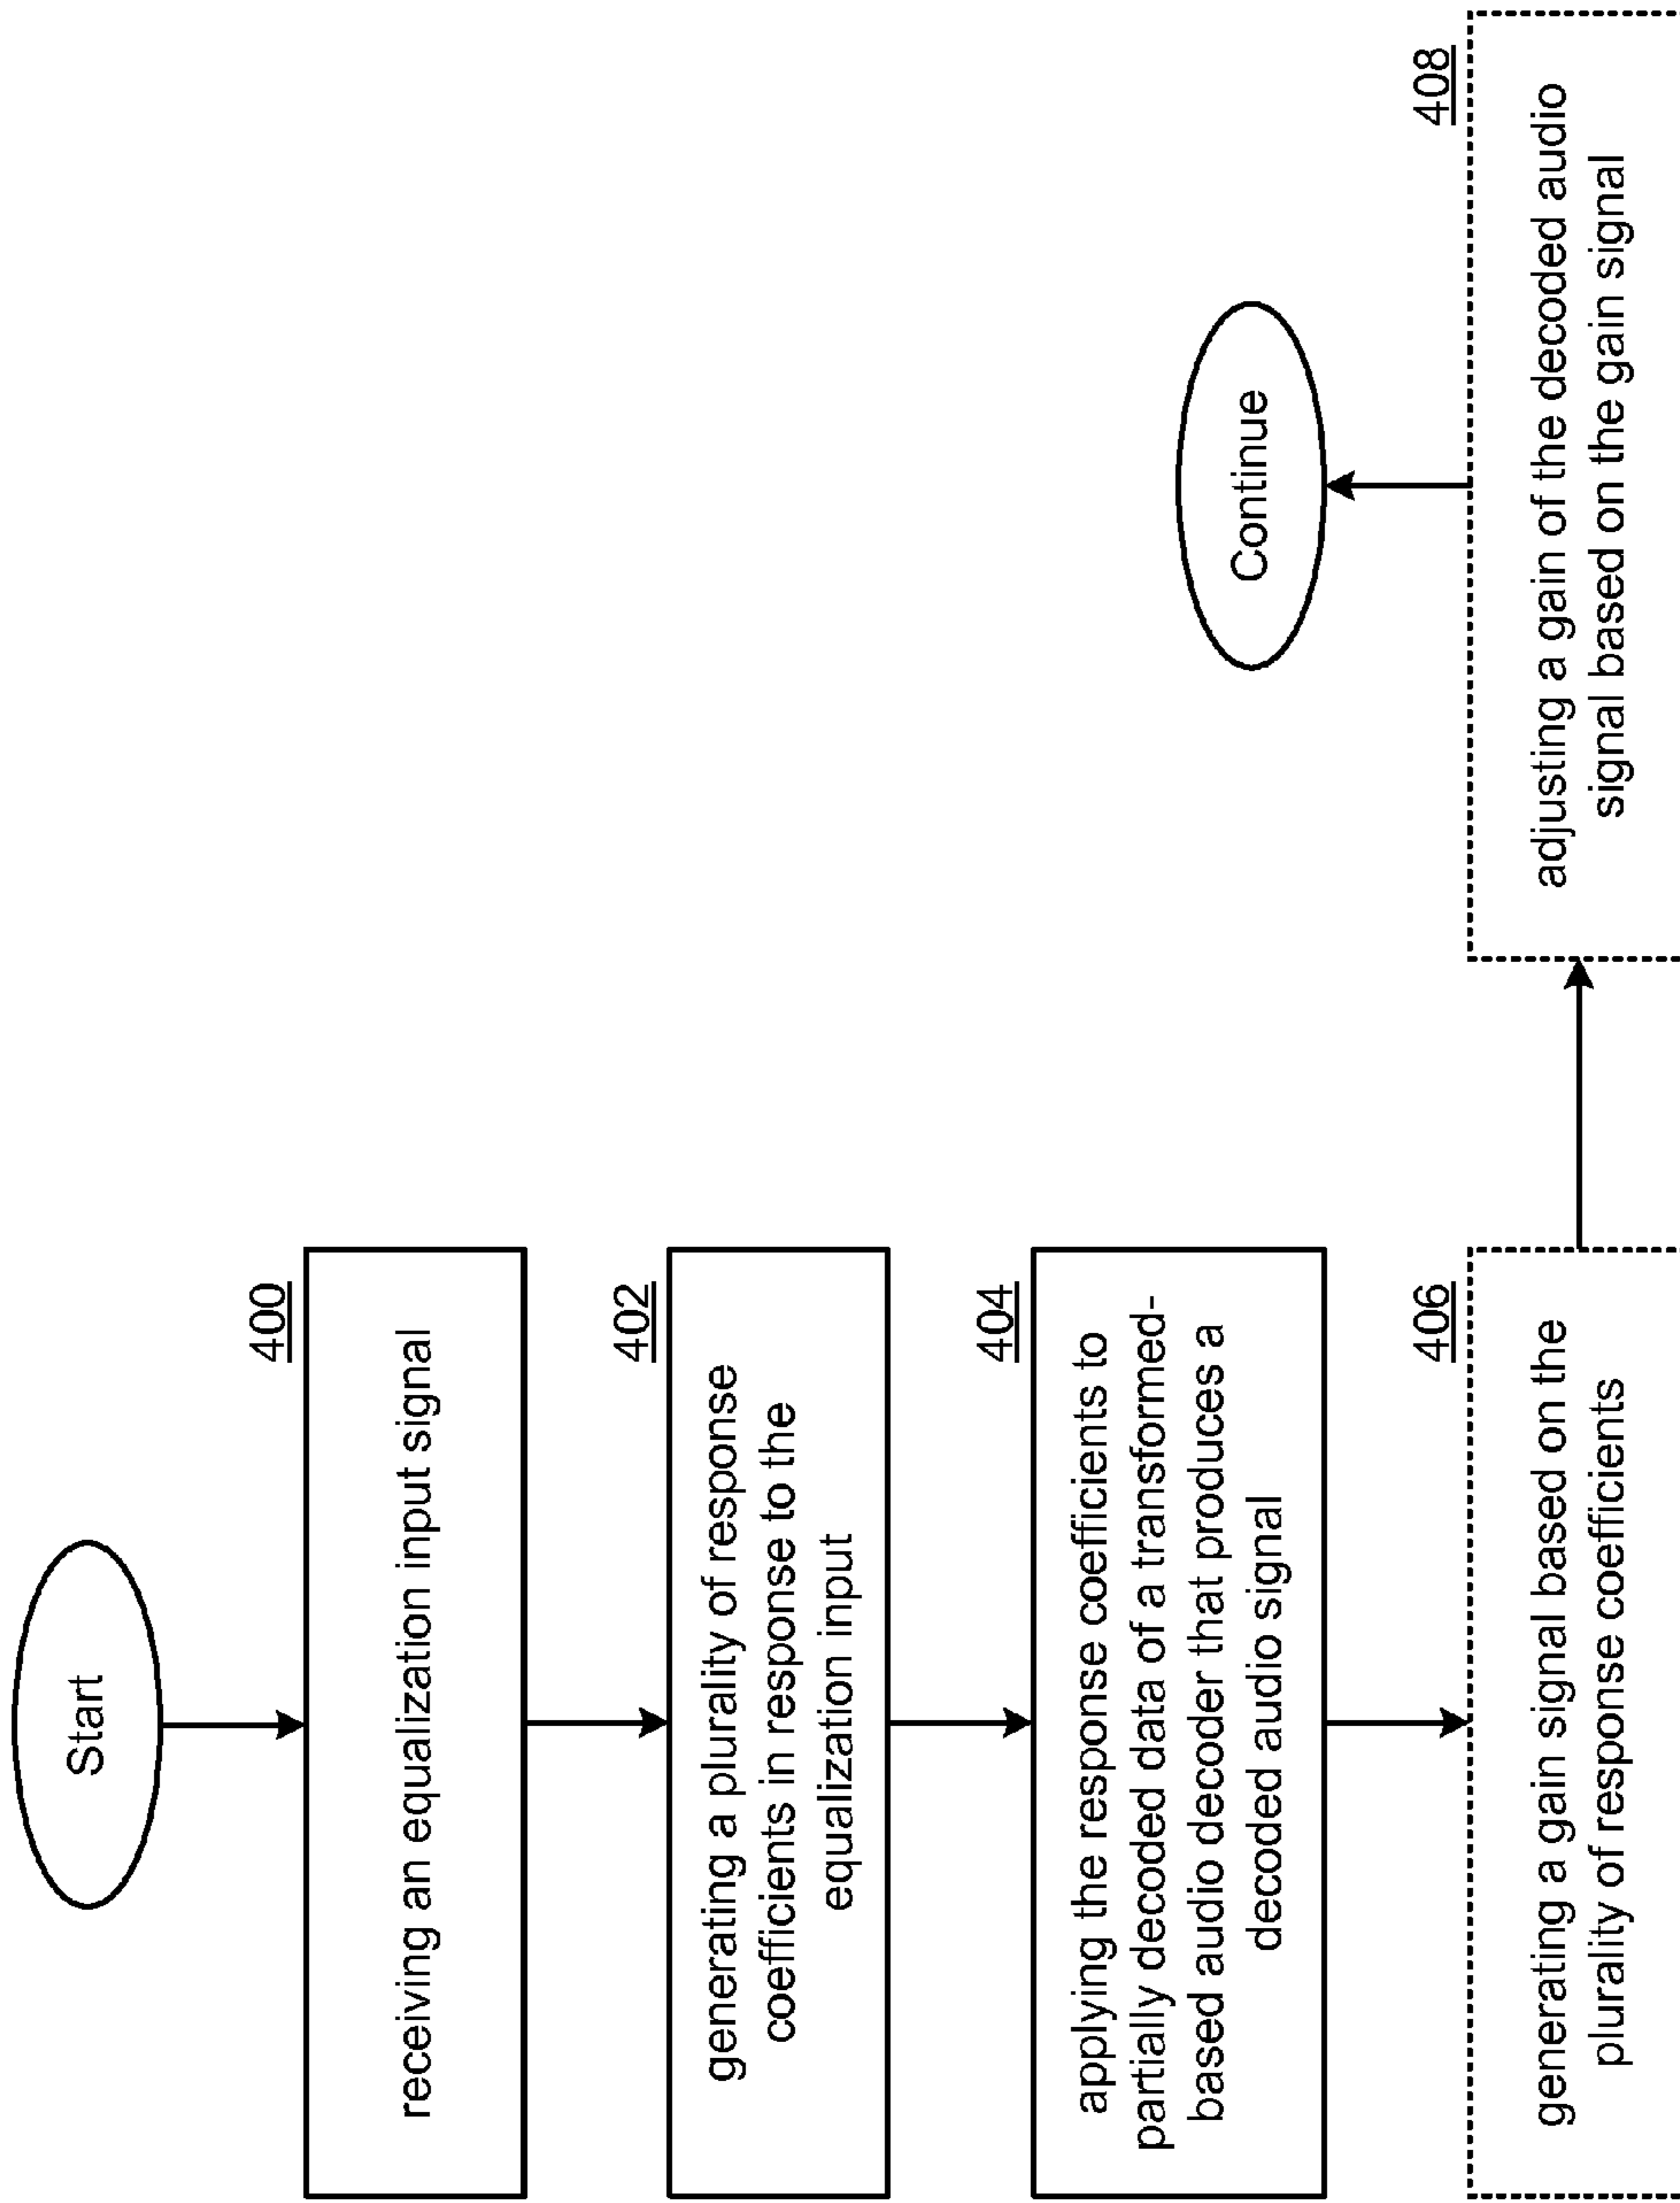 Start
400
receiving an equalization input signal
402
generating a plurality of response
coefficients in response to the
equalization input
404
applying the response coefficients to
partially decoded data of a transformed-
based audio decoder that produces a
decoded audio signal
406
generating a gain signal based on the
plurality of response coefficients
408
adjusting a gain of the decoded audio
signal based on the gain signal
Continue